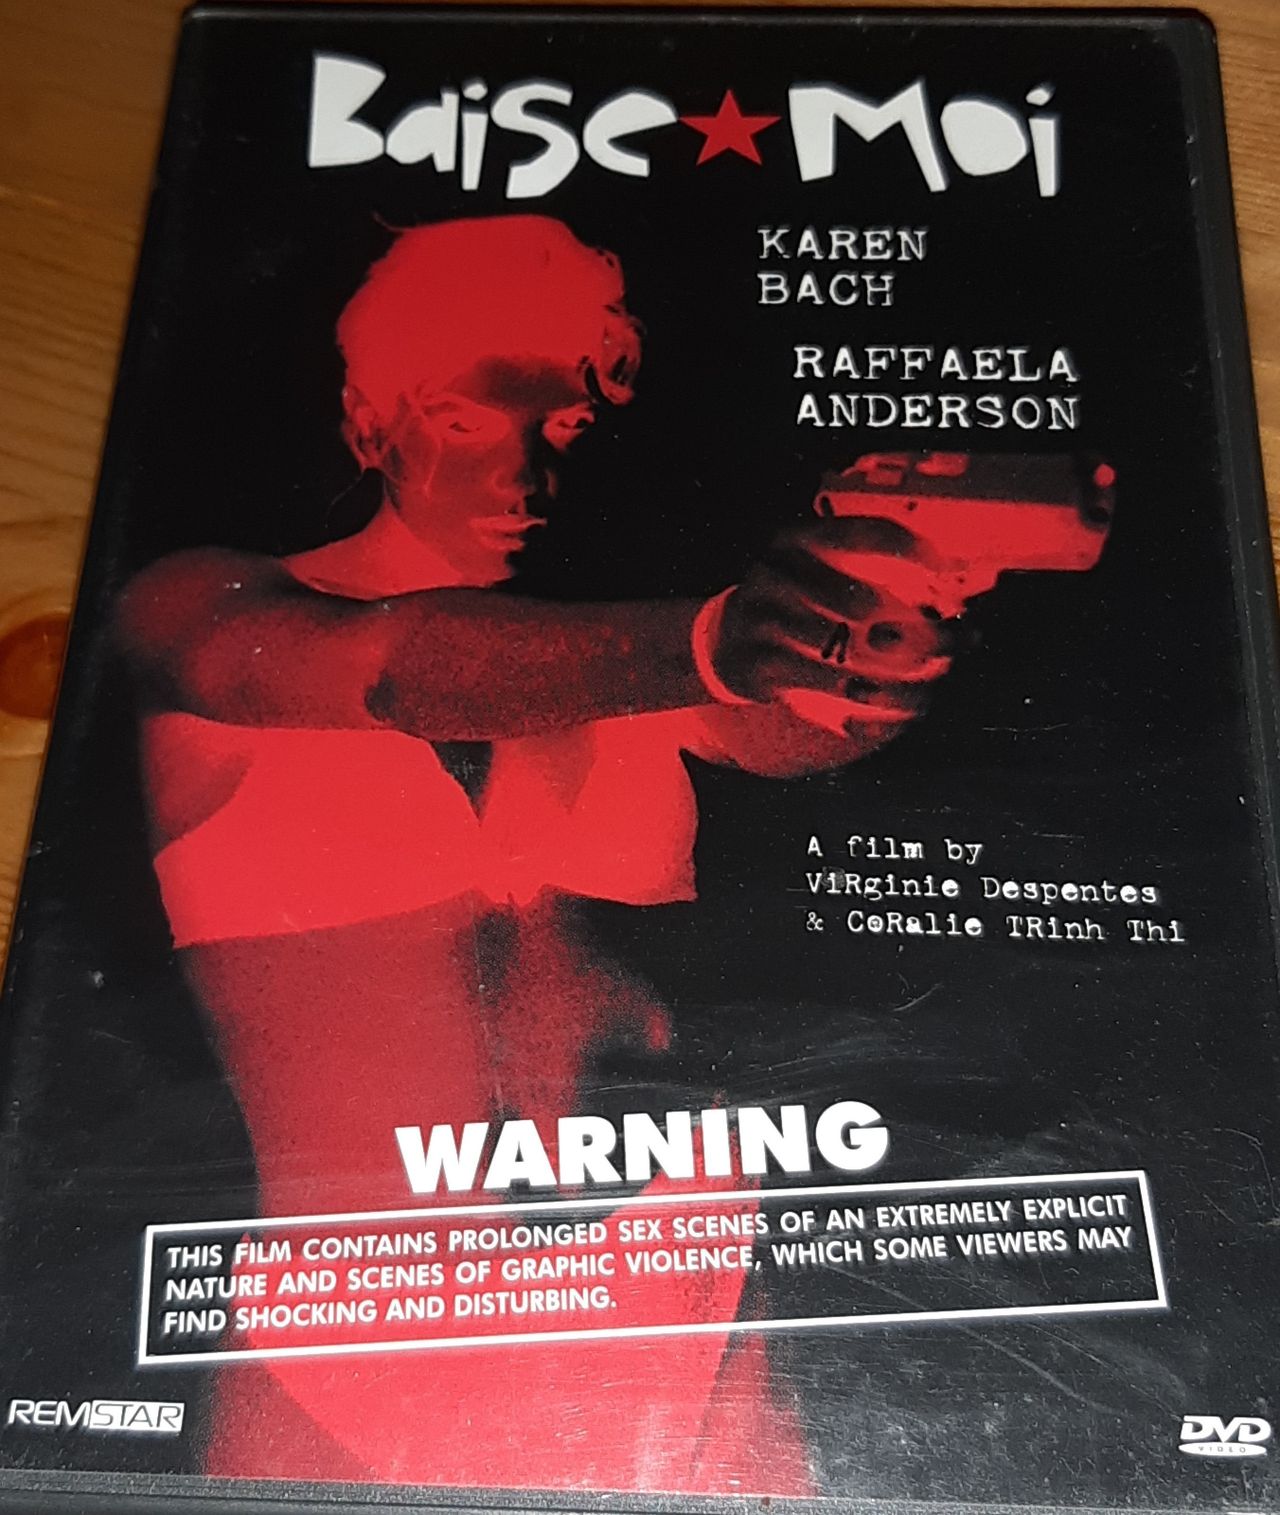 Baise★Moi
KAREN
BACH
RAFFAELA
ANDERSON
A film by
ViRginie Despentes
& CoRalie TRinh Thi
WARNING
THIS FILM CONTAINS PROLONGED SEX SCENES OF AN EXTREMELY EXPLICIT
NATURE AND SCENES OF GRAPHIC VIOLENCE, WHICH SOME VIEWERS MAY
FIND SHOCKING AND DISTURBING.
REMSTAR
DVD
VIDEO